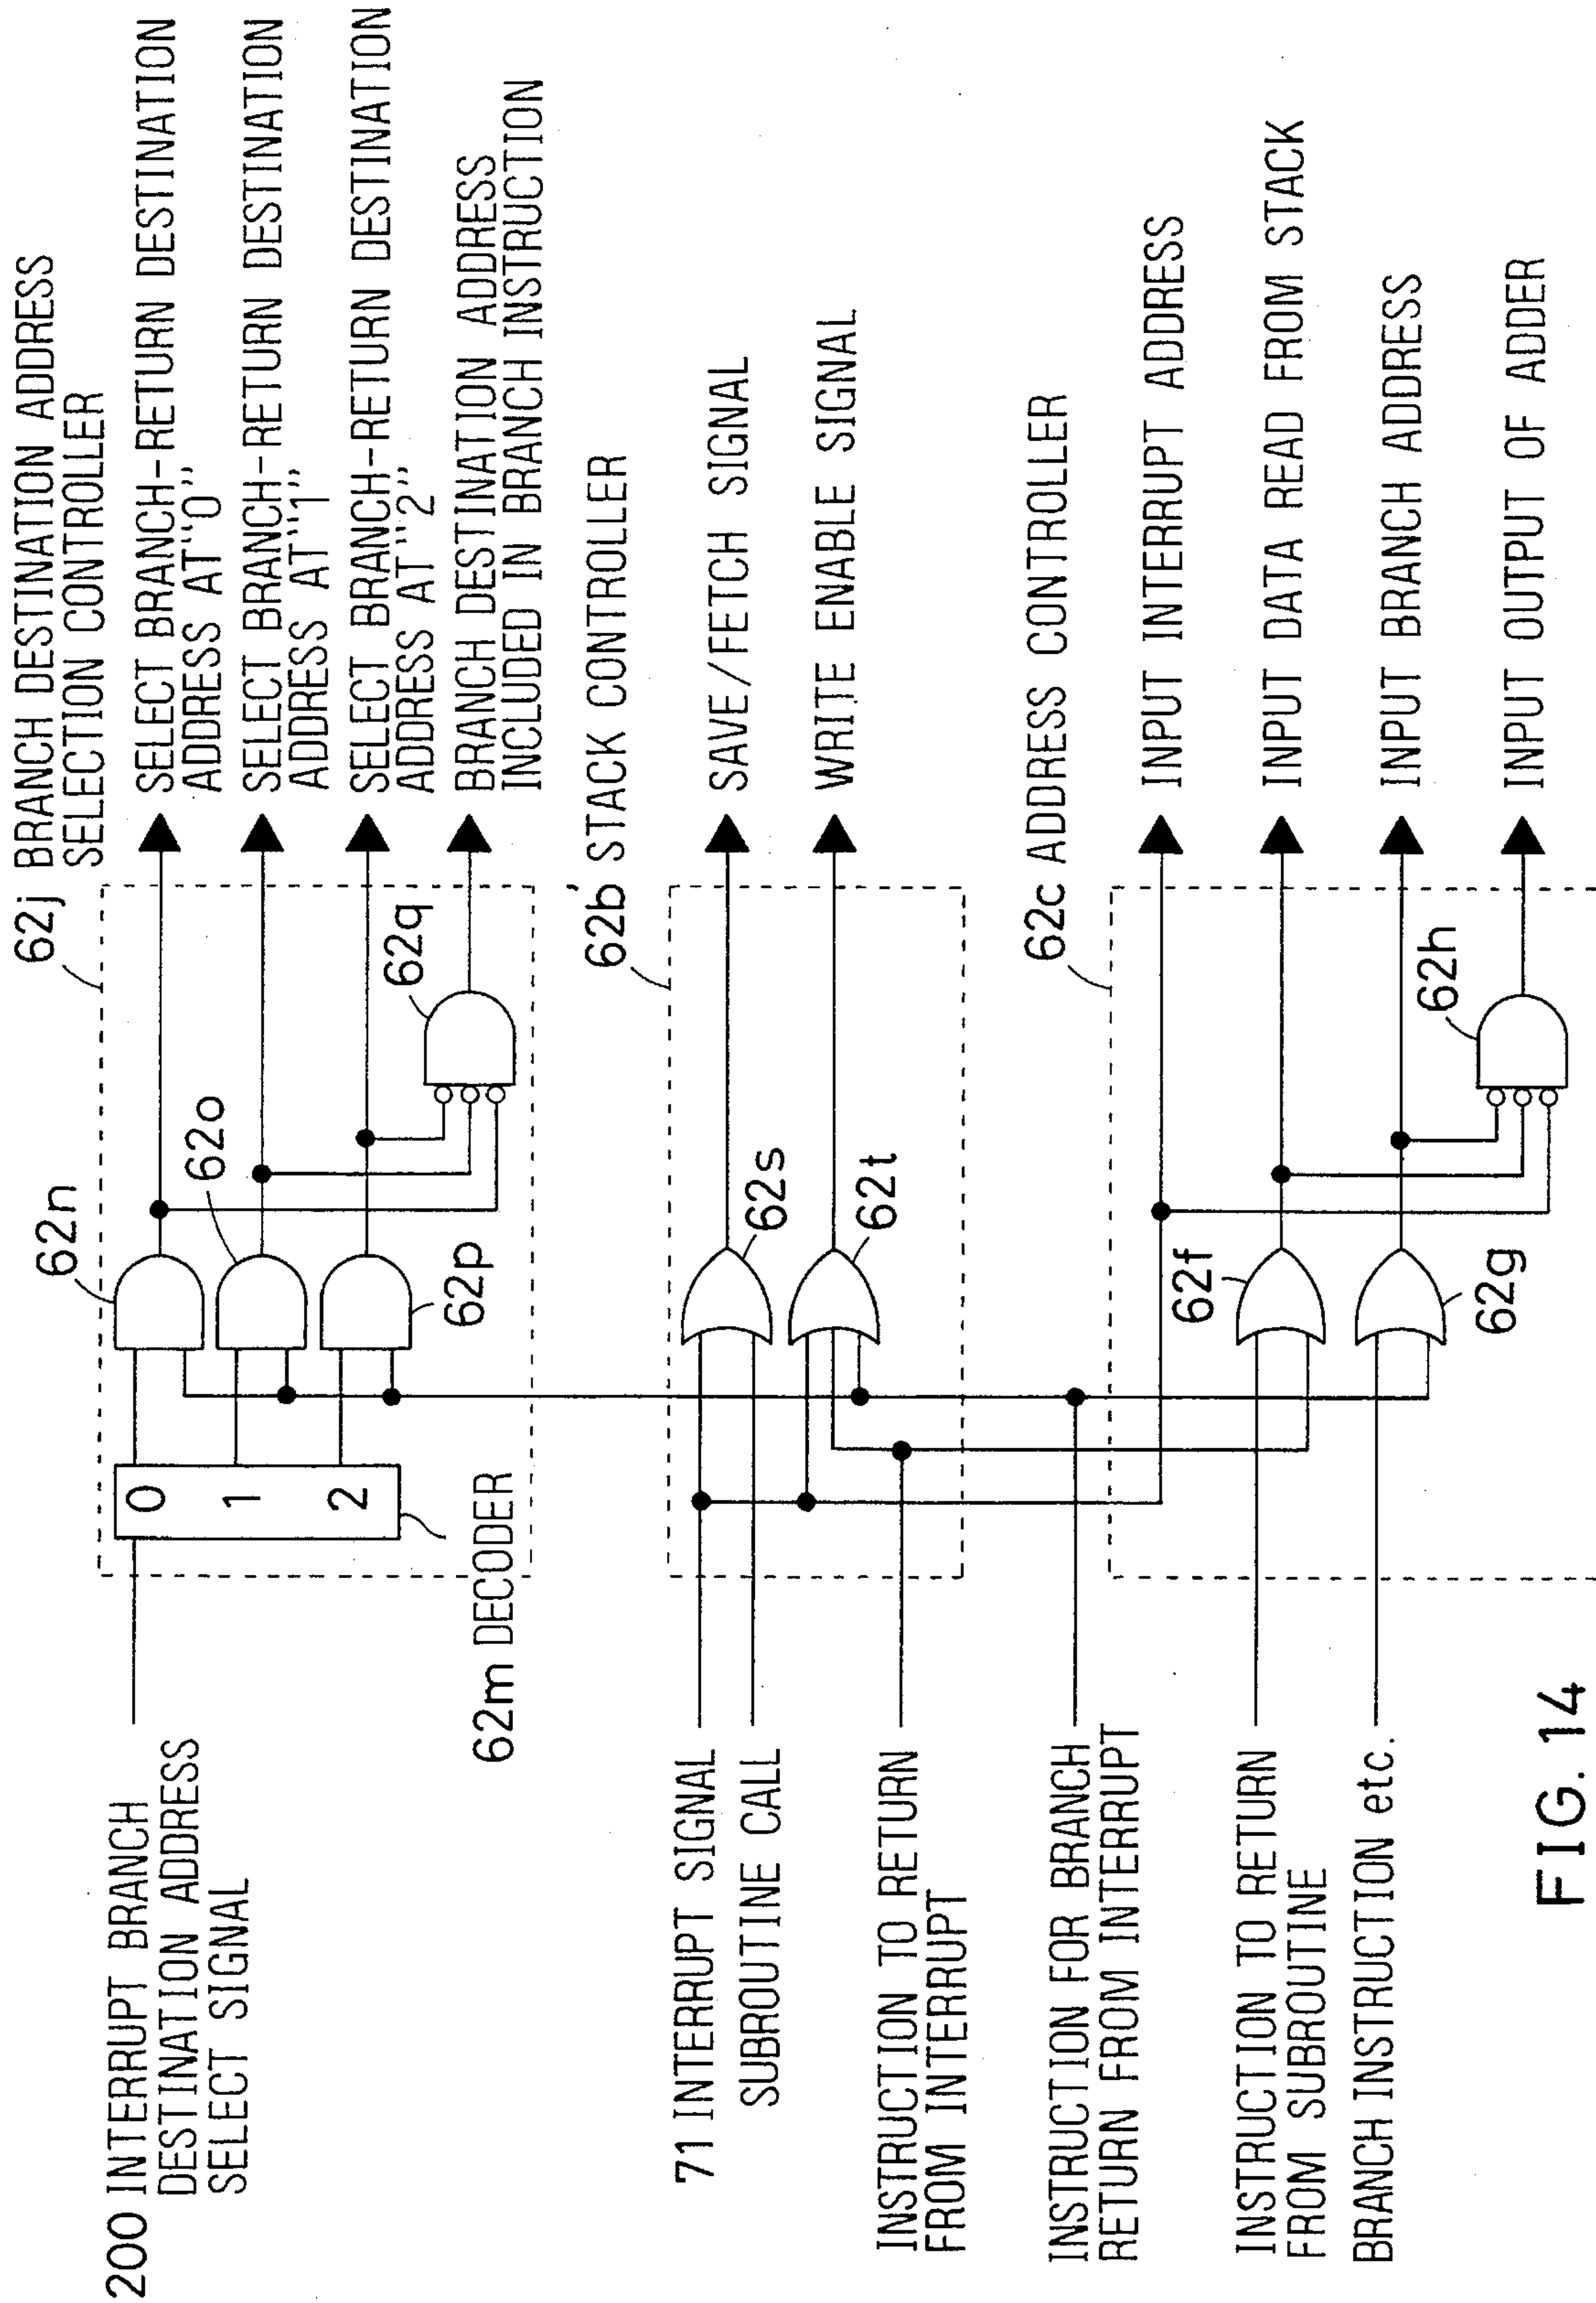 62j BRANCH DESTINATION ADDRESS
SELECTION CONTROLLER
200 INTERRUPT BRANCH
DESTINATION ADDRESS
SELECT SIGNAL
62n
0
1
2
62m DECODER
62o
62p
62q
SELECT BRANCH-RETURN DESTINATION
ADDRESS AT "0"
SELECT BRANCH-RETURN DESTINATION
ADDRESS AT "1"
SELECT BRANCH-RETURN DESTINATION
ADDRESS AT "2"
BRANCH DESTINATION ADDRESS
INCLUDED IN BRANCH INSTRUCTION
62b' STACK CONTROLLER
71 INTERRUPT SIGNAL
SUBROUTINE CALL
INSTRUCTION TO RETURN
FROM INTERRUPT
62s
62t
SAVE/FETCH SIGNAL
WRITE ENABLE SIGNAL
62c ADDRESS CONTROLLER
INSTRUCTION FOR BRANCH
RETURN FROM INTERRUPT
INSTRUCTION TO RETURN
FROM SUBROUTINE
BRANCH INSTRUCTION etc.
62f
62g
62h
INPUT INTERRUPT ADDRESS
INPUT DATA READ FROM STACK
INPUT BRANCH ADDRESS
INPUT OUTPUT OF ADDER
FIG. 14